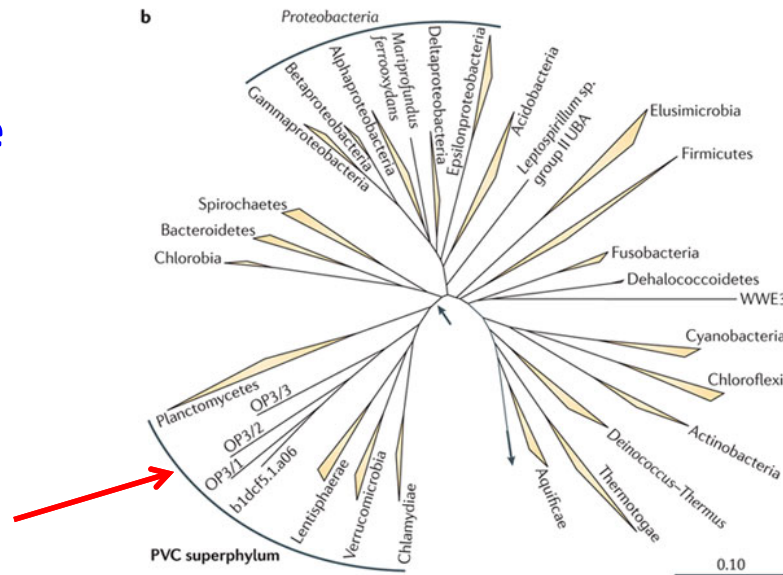 b
Proteobacteria
e
Gammaproteobacteria
Betaproteobacteria
Alphaproteobacteria
Mariprofundus
ferrooxydans
Deltaproteobacteria
Epsilonproteobacteria
Acidobacteria
Leptospirillum sp.
group II UBA
Elusimicrobia
Firmicutes
Spirochaetes
Bacteroidetes
Chlorobia
Fusobacteria
Dehalococcoidetes
WWE3
Cyanobacteria
Chloroflexi
Actinobacteria
Deinococcus–Thermus
Thermotogae
Aquificae
Planctomycetes
OP3/3
OP3/2
OP3/1
b1dcf5.1.a06
Lentisphaerae
Verrucomicrobia
Chlamydiae
PVC superphylum
0.10